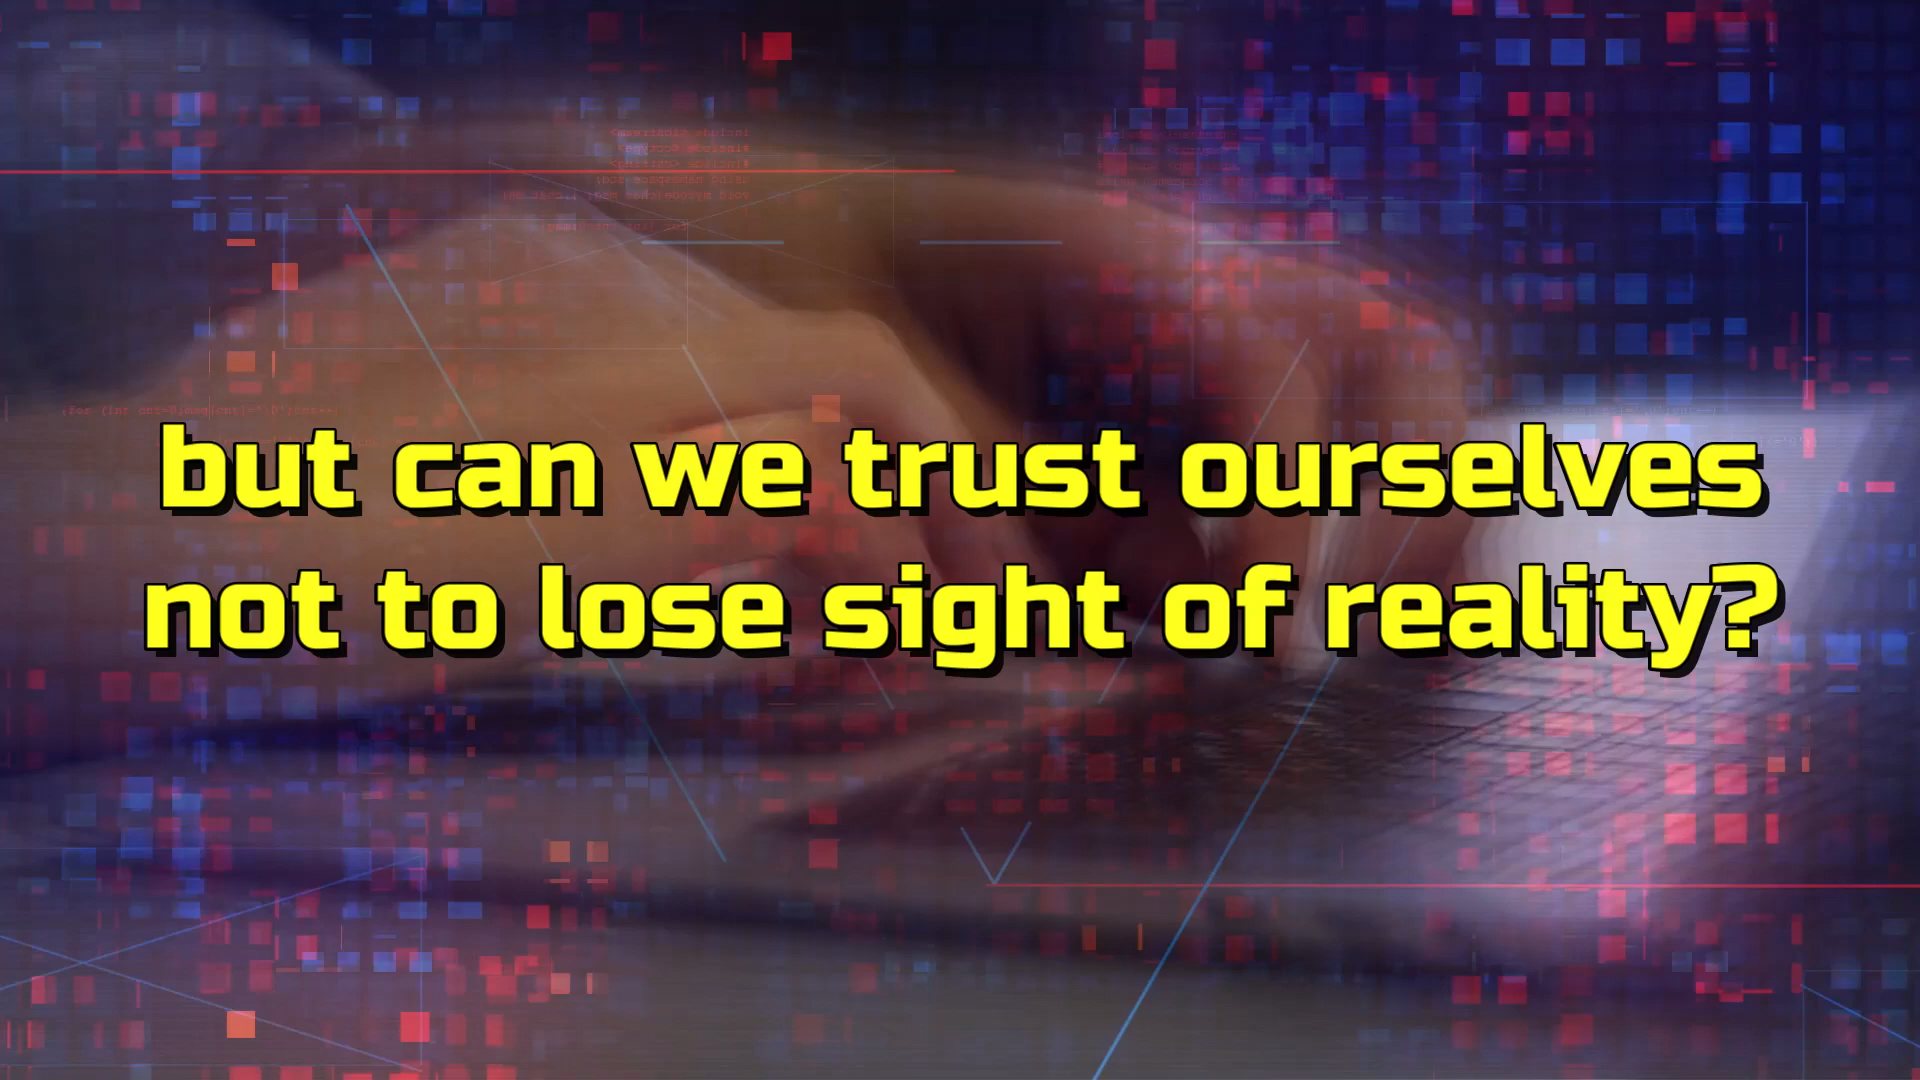 but can we trust ourselves
not to lose sight of reality?